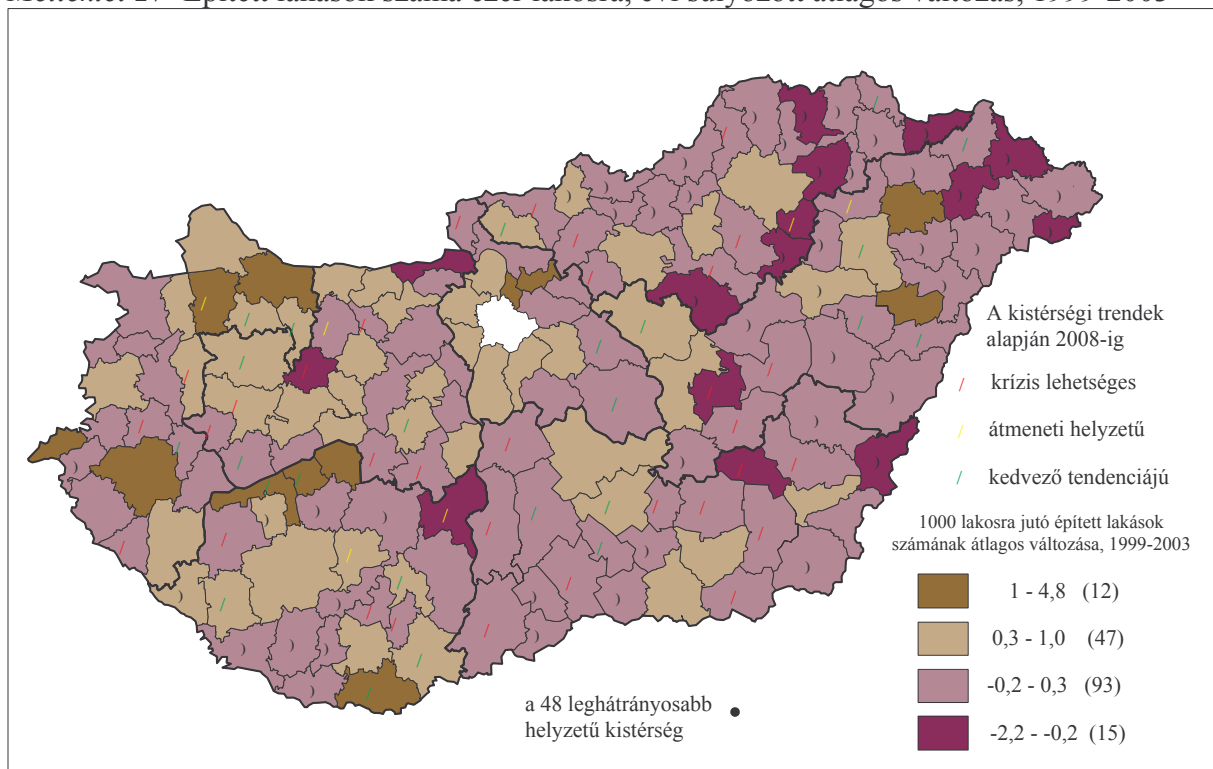 Épített lakások száma ezer lakosra, évi súlyozott átlagos változás, 1999-2003
A kistérségi trendek
alapján 2008-ig
krízis lehetséges
átmeneti helyzetű
kedvező tendenciájú
1000 lakosra jutó épített lakások
számának átlagos változása, 1999-2003
1 - 4,8 (12)
0,3 - 1,0 (47)
-0,2 - 0,3 (93)
-2,2 - -0,2 (15)
a 48 leghátrányosabb
helyzetű kistérség